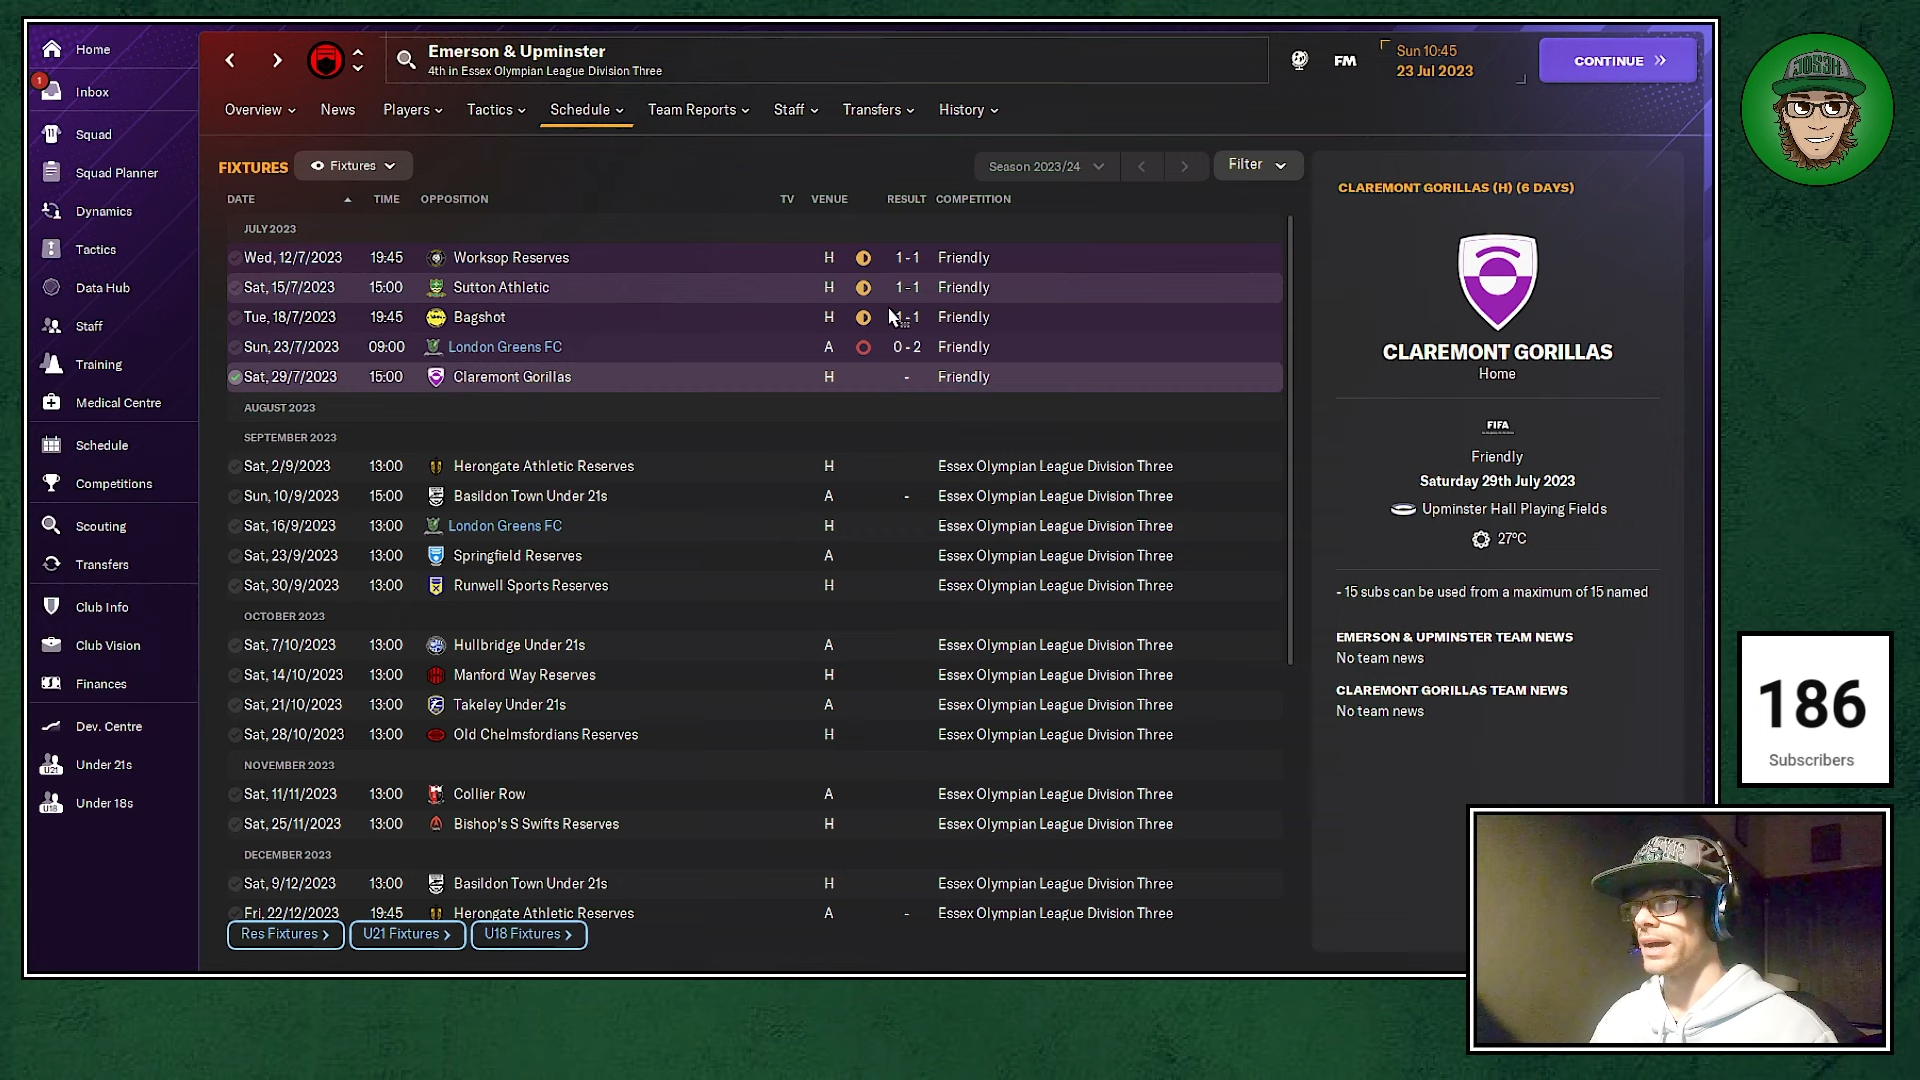 Home
Emerson & Upminster
4th in Essex Olympian League Division Three
FM
Sun 10:45
23 Jul 2023
CONTINUE
1
Inbox
Overview
News
Players
Tactics
Schedule
Team Reports
Staff
Transfers
History
Squad
Squad Planner
Dynamics
Tactics
Data Hub
Staff
Training
Medical Centre
Schedule
Competitions
Scouting
Transfers
Club Info
Club Vision
Finances
Dev. Centre
U21
Under 21s
U18
Under 18s
FIXTURES
Fixtures
Season 2023/24
Filter
DATE TIME OPPOSITION TV VENUE RESULT COMPETITION
JULY 2023
Wed, 12/7/2023 19:45 Worksop Reserves H 1 - 1 Friendly
Sat, 15/7/2023 15:00 Sutton Athletic H 1 - 1 Friendly
Tue, 18/7/2023 19:45 Bagshot H 1 - 1 Friendly
Sun, 23/7/2023 09:00 London Greens FC A 0 - 2 Friendly
Sat, 29/7/2023 15:00 Claremont Gorillas H - Friendly
AUGUST 2023
SEPTEMBER 2023
Sat, 2/9/2023 13:00 Herongate Athletic Reserves H Essex Olympian League Division Three
Sun, 10/9/2023 15:00 Basildon Town Under 21s A - Essex Olympian League Division Three
Sat, 16/9/2023 13:00 London Greens FC H Essex Olympian League Division Three
Sat, 23/9/2023 13:00 Springfield Reserves A Essex Olympian League Division Three
Sat, 30/9/2023 13:00 Runwell Sports Reserves H Essex Olympian League Division Three
OCTOBER 2023
Sat, 7/10/2023 13:00 Hullbridge Under 21s A Essex Olympian League Division Three
Sat, 14/10/2023 13:00 Manford Way Reserves H Essex Olympian League Division Three
Sat, 21/10/2023 13:00 Takeley Under 21s A Essex Olympian League Division Three
Sat, 28/10/2023 13:00 Old Chelmsfordians Reserves H Essex Olympian League Division Three
NOVEMBER 2023
Sat, 11/11/2023 13:00 Collier Row A Essex Olympian League Division Three
Sat, 25/11/2023 13:00 Bishop's S Swifts Reserves H Essex Olympian League Division Three
DECEMBER 2023
Sat, 9/12/2023 13:00 Basildon Town Under 21s H Essex Olympian League Division Three
Fri, 22/12/2023 19:45 Herongate Athletic Reserves A - Essex Olympian League Division Three
Res Fixtures
U21 Fixtures
U18 Fixtures
CLAREMONT GORILLAS (H) (6 DAYS)
CLAREMONT GORILLAS
Home
FIFA
Friendly
Saturday 29th July 2023
Upminster Hall Playing Fields
27°C
- 15 subs can be used from a maximum of 15 named
EMERSON & UPMINSTER TEAM NEWS
No team news
CLAREMONT GORILLAS TEAM NEWS
No team news
186
Subscribers